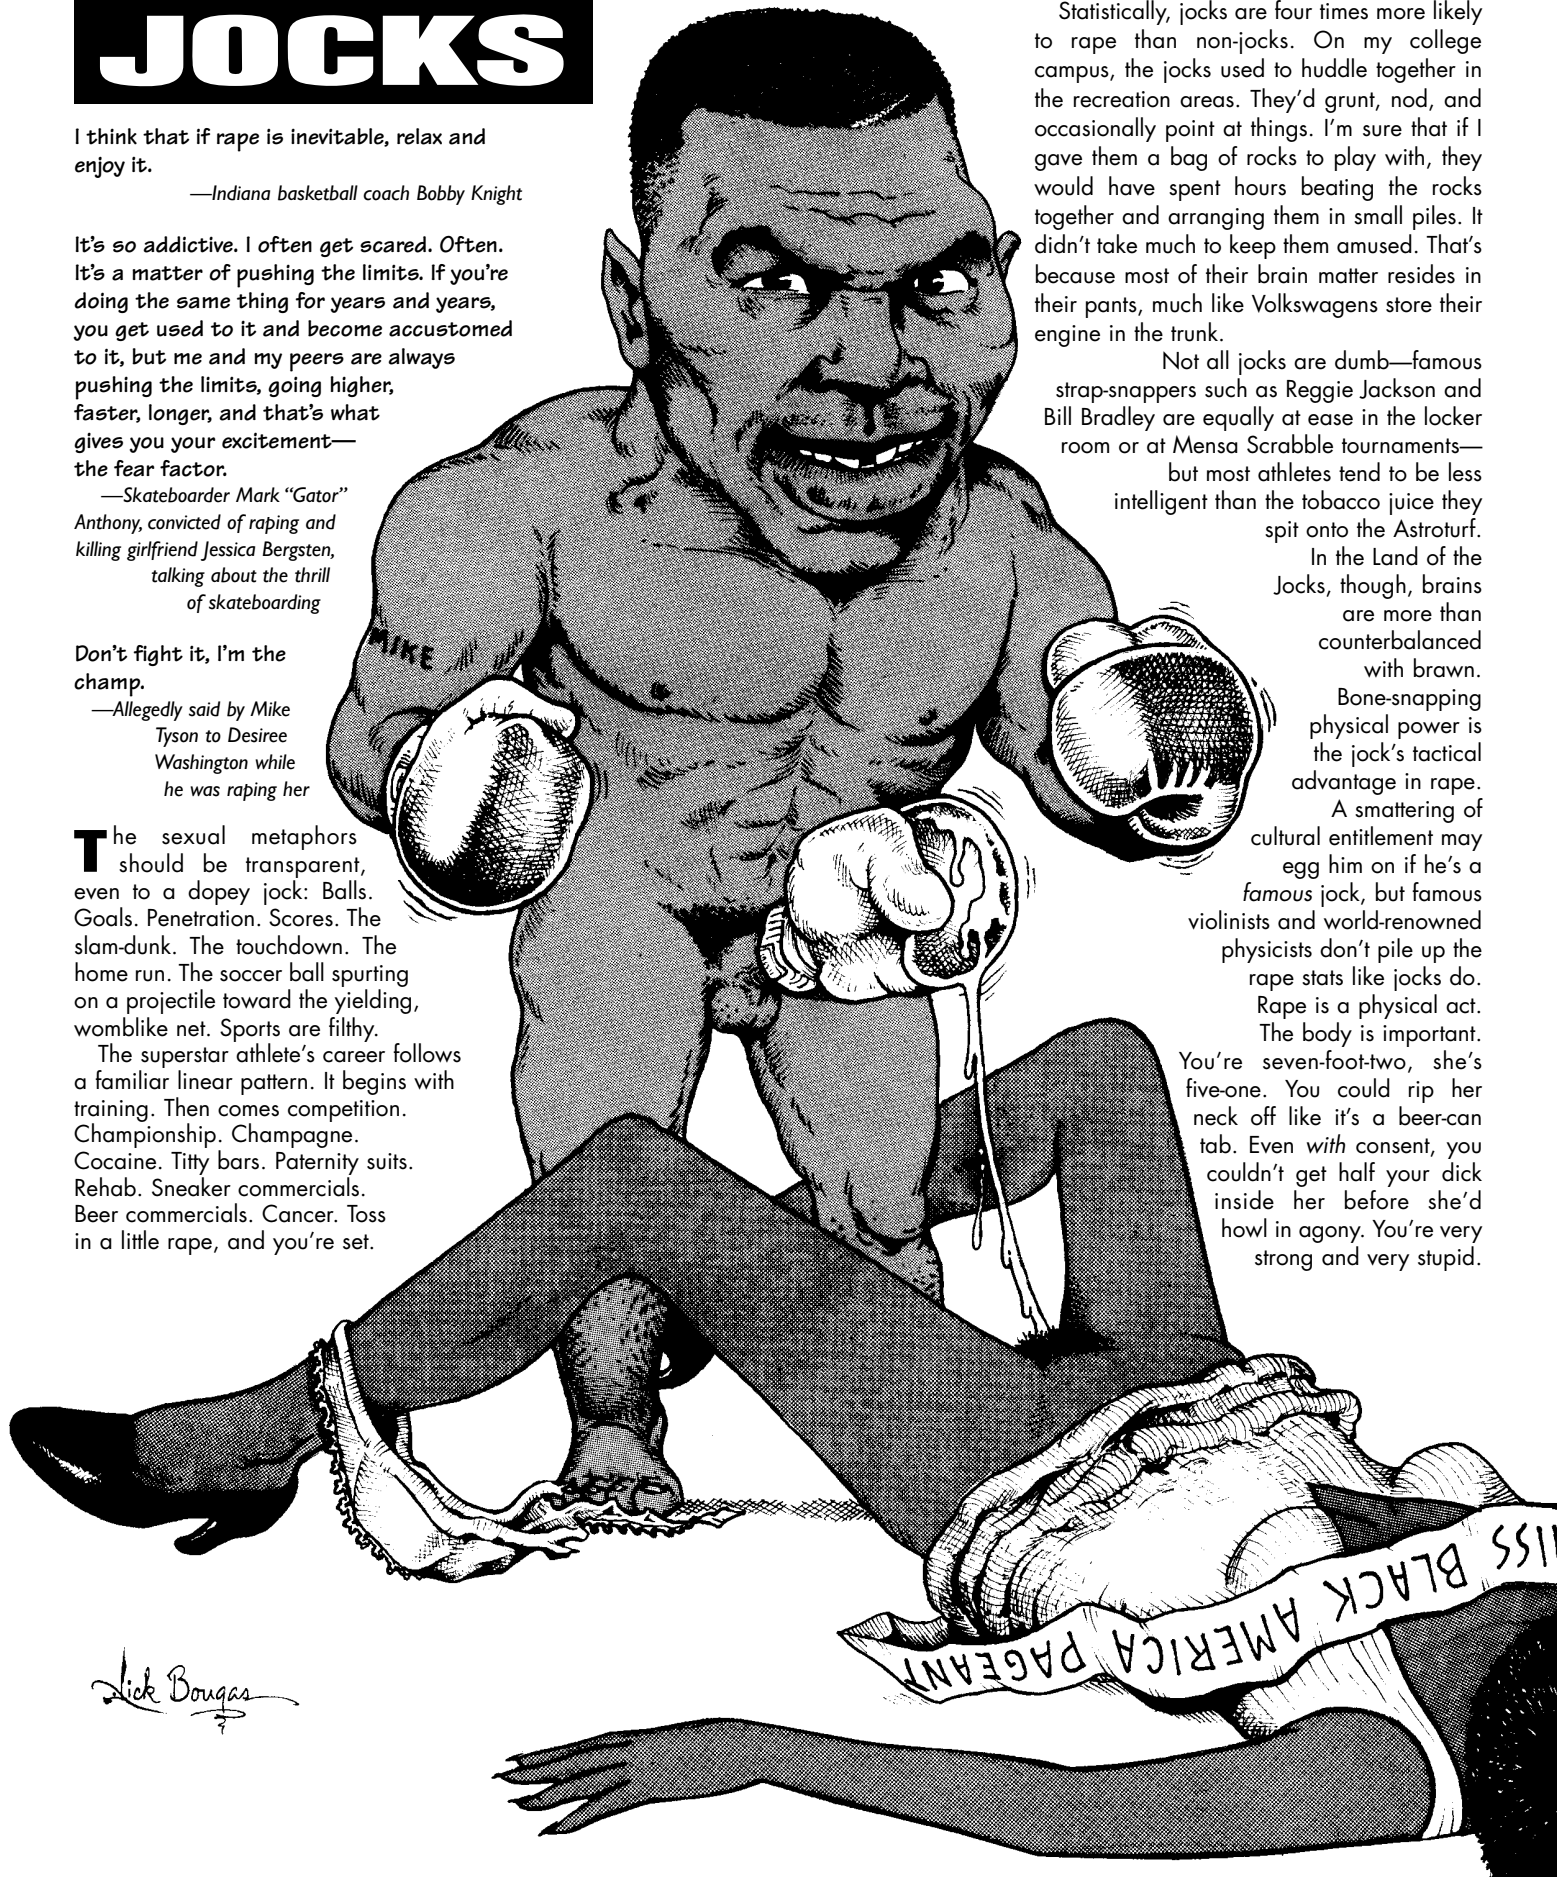 JOCKS
I think that if rape is inevitable, relax and
enjoy it.
—Indiana basketball coach Bobby Knight
It's so addictive. I often get scared. Often.
It's a matter of pushing the limits. If you're
doing the same thing for years and years,
you get used to it and become accustomed
to it, but me and my peers are always
pushing the limits, going higher,
faster, longer, and that's what
gives you your excitement—
the fear factor.
—Skateboarder Mark “Gator”
Anthony, convicted of raping and
killing girlfriend Jessica Bergsten,
talking about the thrill
of skateboarding
Don't fight it, I'm the
champ.
—Allegedly said by Mike
Tyson to Desiree
Washington while
he was raping her
The sexual metaphors
should be transparent,
even to a dopey jock: Balls.
Goals. Penetration. Scores. The
slam-dunk. The touchdown. The
home run. The soccer ball spurting
on a projectile toward the yielding,
womblike net. Sports are filthy.
The superstar athlete's career follows
a familiar linear pattern. It begins with
training. Then comes competition.
Championship. Champagne.
Cocaine. Titty bars. Paternity suits.
Rehab. Sneaker commercials.
Beer commercials. Cancer. Toss
in a little rape, and you're set.
Statistically, jocks are four times more likely
to rape than non-jocks. On my college
campus, the jocks used to huddle together in
the recreation areas. They'd grunt, nod, and
occasionally point at things. I'm sure that if I
gave them a bag of rocks to play with, they
would have spent hours beating the rocks
together and arranging them in small piles. It
didn't take much to keep them amused. That's
because most of their brain matter resides in
their pants, much like Volkswagens store their
engine in the trunk.
Not all jocks are dumb—famous
strap-snappers such as Reggie Jackson and
Bill Bradley are equally at ease in the locker
room or at Mensa Scrabble tournaments—
but most athletes tend to be less
intelligent than the tobacco juice they
spit onto the Astroturf.
In the Land of the
Jocks, though, brains
are more than
counterbalanced
with brawn.
Bone-snapping
physical power is
the jock's tactical
advantage in rape.
A smattering of
cultural entitlement may
egg him on if he's a
famous jock, but famous
violinists and world-renowned
physicists don't pile up the
rape stats like jocks do.
Rape is a physical act.
The body is important.
You're seven-foot-two, she's
five-one. You could rip her
neck off like it's a beer-can
tab. Even with consent, you
couldn't get half your dick
inside her before she'd
howl in agony. You're very
strong and very stupid.
MIKE
MISS BLACK AMERICA PAGEANT
Nick Bougas